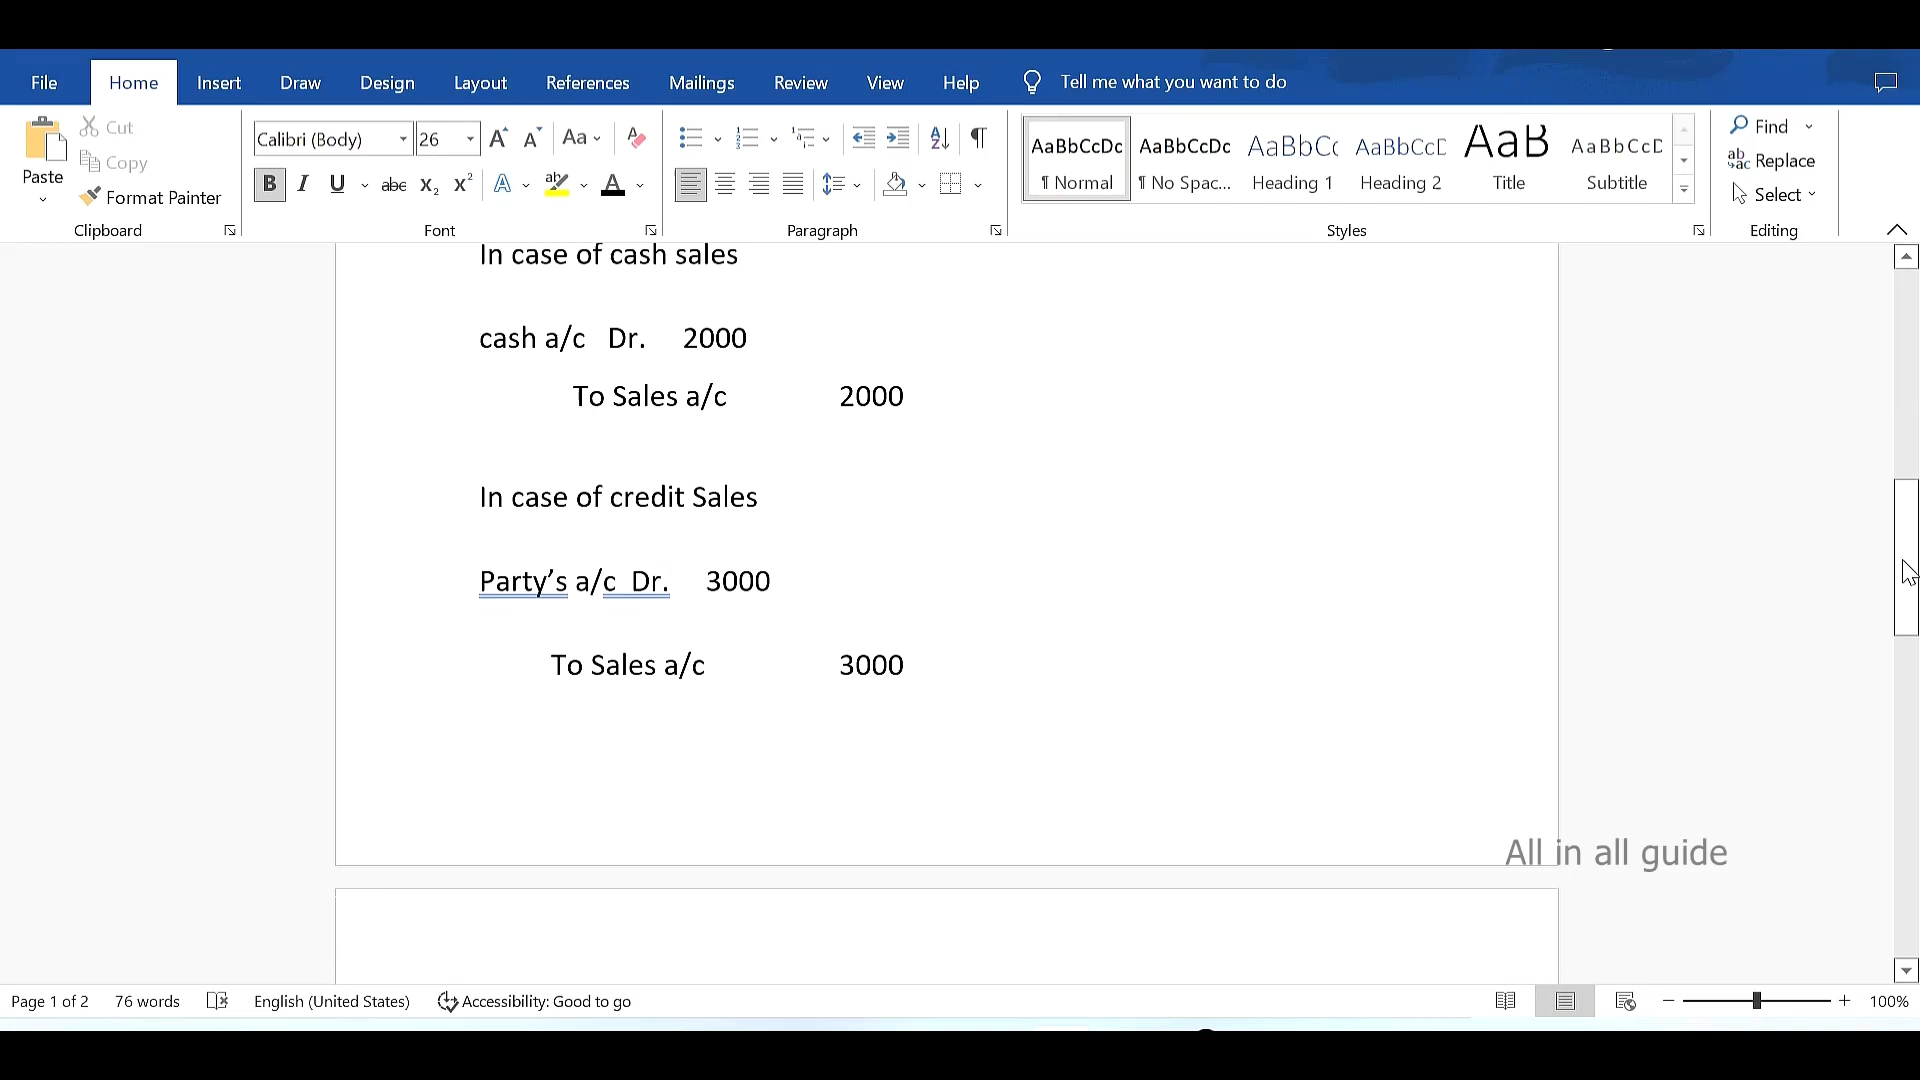 File Home Insert Draw Design Layout References Mailings Review View Help Tell me what you want to do
Paste
Cut
Copy
Format Painter
Clipboard
Calibri (Body) 26
Font
Paragraph
AaBbCcDc AaBbCcDc AaBbCc AaBbCcD AaB AaBbCcD
¶ Normal ¶ No Spac... Heading 1 Heading 2 Title Subtitle
Styles
Find
Replace
Select
Editing
In case of cash sales
cash a/c Dr. 2000
To Sales a/c 2000
In case of credit Sales
Party’s a/c Dr. 3000
To Sales a/c 3000
All in all guide
Page 1 of 2 76 words English (United States) Accessibility: Good to go 100%